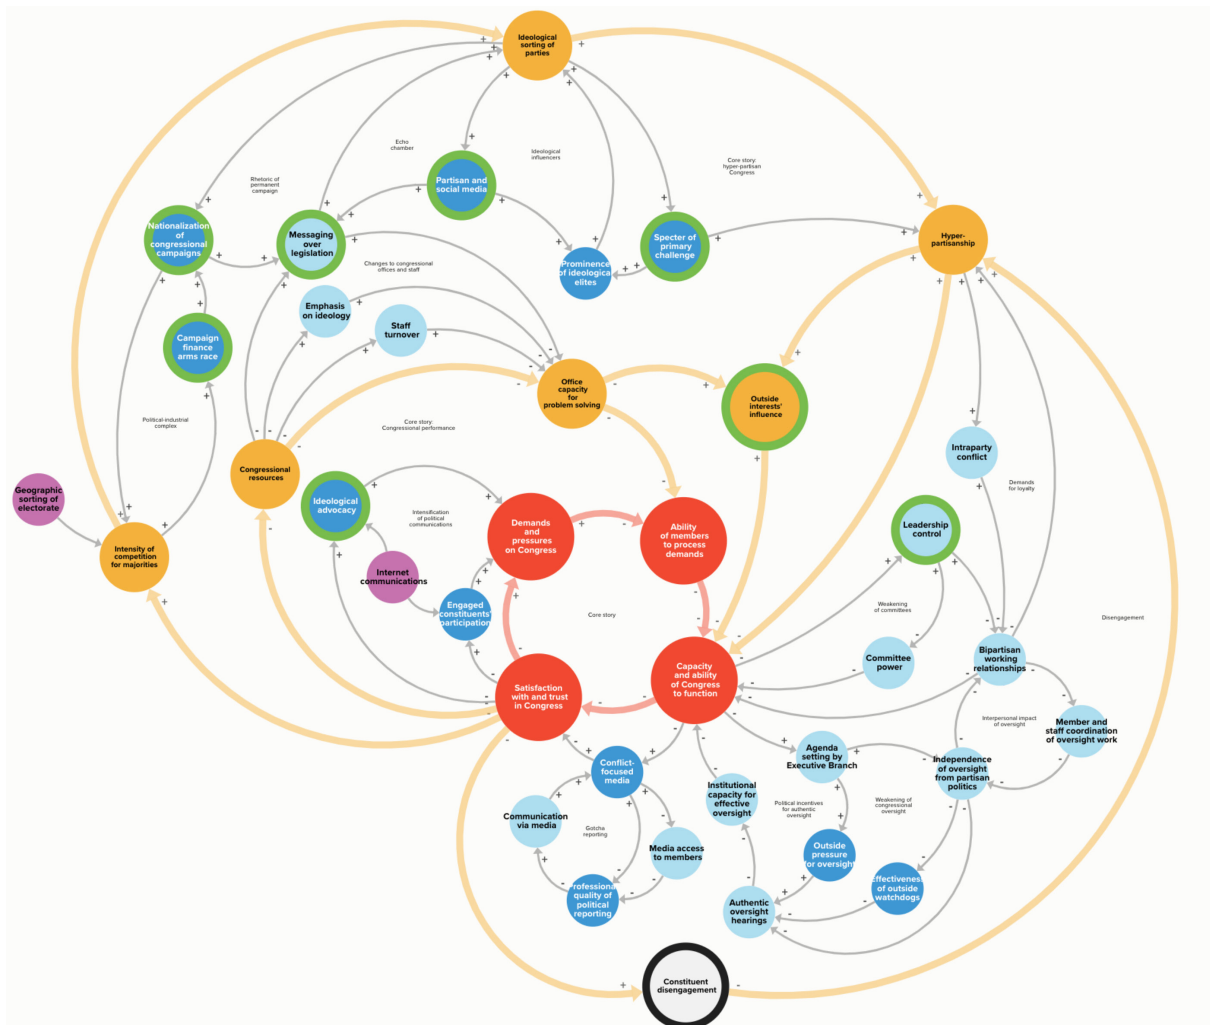 Ideological
sorting of
parties
Echo
chamber
Ideological
influencers
Core story:
hyper-partisan
Congress
Rhetoric of
permanent
campaign
Partisan and
social media
Nationalization
of
congressional
campaigns
Messaging
over
legislation
Specter of
primary
challenge
Hyper-
partisanship
Changes to congressional
offices and staff
Prominence
of ideological
elites
Emphasis
on ideology
Staff
turnover
Campaign
finance
arms race
Office
capacity
for
problem solving
Outside
interests'
influence
Political-industrial
complex
Core story:
Congressional performance
Intraparty
conflict
Congressional
resources
Demands
for loyalty
Geographic
sorting of
electorate
Ideological
advocacy
Intensification
of political
communications
Demands
and
pressures
on Congress
Ability
of members
to process
demands
Leadership
control
Intensity of
competition
for majorities
Internet
communications
Engaged
constituents'
participation
Core story
Weakening
of committees
Disengagement
Committee
power
Bipartisan
working
relationships
Satisfaction
with and trust
in Congress
Capacity
and ability
of Congress
to function
Interpersonal impact
of oversight
Member and
staff coordination
of oversight work
Conflict-
focused
media
Agenda
setting by
Executive Branch
Independence
of oversight
from partisan
politics
Institutional
capacity for
effective
oversight
Political incentives
for authentic
oversight
Weakening of
congressional
oversight
Communication
via media
Gotcha
reporting
Media access
to members
Outside
pressure
for oversight
Professional
quality of
political
reporting
Effectiveness
of outside
watchdogs
Authentic
oversight
hearings
Constituent
disengagement